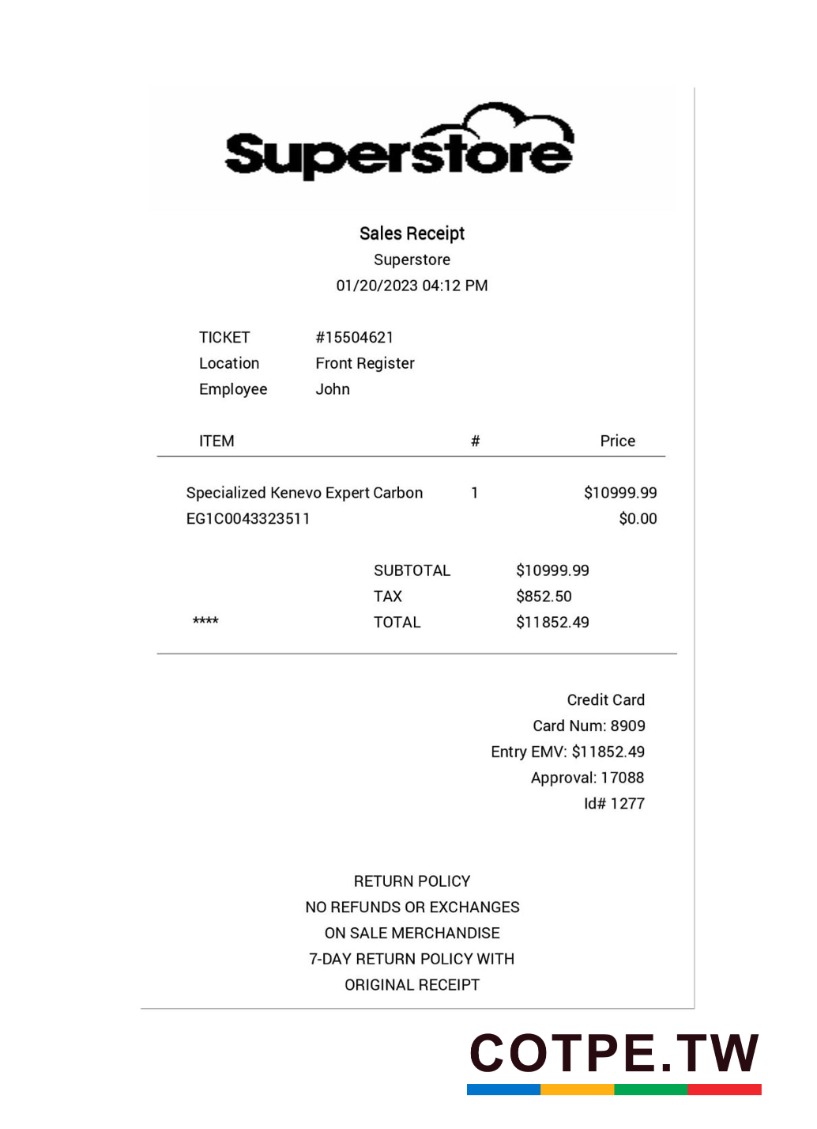 Superstore
Sales Receipt
Superstore
01/20/2023 04:12 PM
TICKET #15504621
Location Front Register
Employee John
ITEM # Price
Specialized Kenevo Expert Carbon 1 $10999.99
EG1C0043323511 $0.00
SUBTOTAL $10999.99
TAX $852.50
**** TOTAL $11852.49
Credit Card
Card Num: 8909
Entry EMV: $11852.49
Approval: 17088
Id# 1277
RETURN POLICY
NO REFUNDS OR EXCHANGES
ON SALE MERCHANDISE
7-DAY RETURN POLICY WITH
ORIGINAL RECEIPT
COTPE.TW